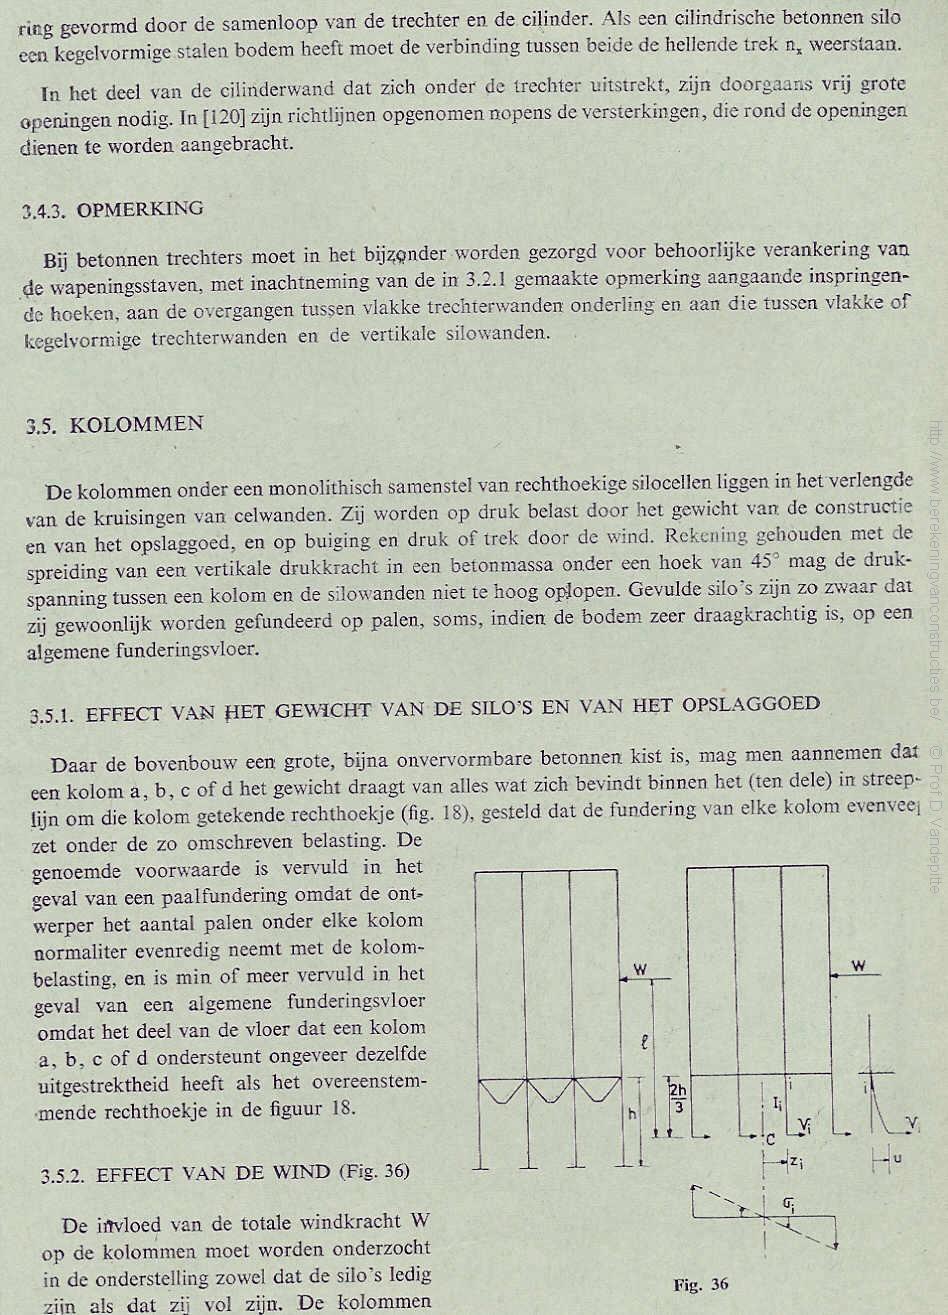 ring gevormd door de samenloop van de trechter en de cilinder. Als een cilindrische betonnen silo
een kegelvormige stalen bodem heeft moet de verbinding tussen beide de hellende trek nₓ weerstaan.
In het deel van de cilinderwand dat zich onder de trechter uitstrekt, zijn doorgaans vrij grote
openingen nodig. In [120] zijn richtlijnen opgenomen nopens de versterkingen, die rond de openingen
dienen te worden aangebracht.
3.4.3. OPMERKING
Bij betonnen trechters moet in het bijzonder worden gezorgd voor behoorlijke verankering van
de wapeningsstaven, met inachtneming van de in 3.2.1 gemaakte opmerking aangaande inspringen-
de hoeken, aan de overgangen tussen vlakke trechterwanden onderling en aan die tussen vlakke of
kegelvormige trechterwanden en de vertikale silowanden.
3.5. KOLOMMEN
De kolommen onder een monolithisch samenstel van rechthoekige silocellen liggen in het verlengde
van de kruisingen van celwanden. Zij worden op druk belast door het gewicht van de constructie
en van het opslaggoed, en op buiging en druk of trek door de wind. Rekening gehouden met de
spreiding van een vertikale drukkracht in een betonmassa onder een hoek van 45° mag de druk-
spanning tussen een kolom en de silowanden niet te hoog oplopen. Gevulde silo's zijn zo zwaar dat
zij gewoonlijk worden gefundeerd op palen, soms, indien de bodem zeer draagkrachtig is, op een
algemene funderingsvloer.
3.5.1. EFFECT VAN HET GEWICHT VAN DE SILO'S EN VAN HET OPSLAGGOED
Daar de bovenbouw een grote, bijna onvervormbare betonnen kist is, mag men aannemen dat
een kolom a, b, c of d het gewicht draagt van alles wat zich bevindt binnen het (ten dele) in streep-
lijn om die kolom getekende rechthoekje (fig. 18), gesteld dat de fundering van elke kolom evenveel
zet onder de zo omschreven belasting. De
genoemde voorwaarde is vervuld in het
geval van een paalfundering omdat de ont-
werper het aantal palen onder elke kolom
normaliter evenredig neemt met de kolom-
belasting, en is min of meer vervuld in het
geval van een algemene funderingsvloer
omdat het deel van de vloer dat een kolom
a, b, c of d ondersteunt ongeveer dezelfde
uitgestrektheid heeft als het overeenstem-
mende rechthoekje in de figuur 18.
3.5.2. EFFECT VAN DE WIND (Fig. 36)
De invloed van de totale windkracht W
op de kolommen moet worden onderzocht
in de onderstelling zowel dat de silo's ledig
zijn als dat zij vol zijn. De kolommen
W
W
ℓ
h
2h
3
i
Iᵢ
Vᵢ
C
zᵢ
i
Vᵢ
u
σᵢ
Fig. 36
http://www.berekeningvanconstructies.be/ © Prof D. Vandepitte